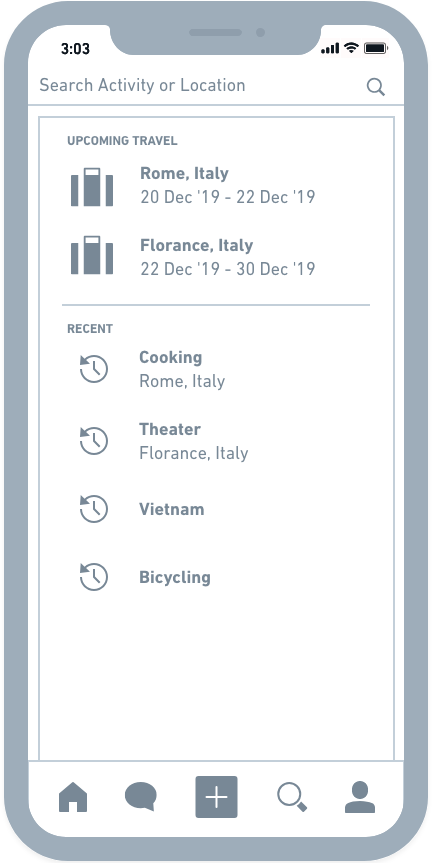 3:03
Search Activity or Location
UPCOMING TRAVEL
Rome, Italy
20 Dec '19 - 22 Dec '19
Florance, Italy
22 Dec '19 - 30 Dec '19
RECENT
Cooking
Rome, Italy
Theater
Florance, Italy
Vietnam
Bicycling